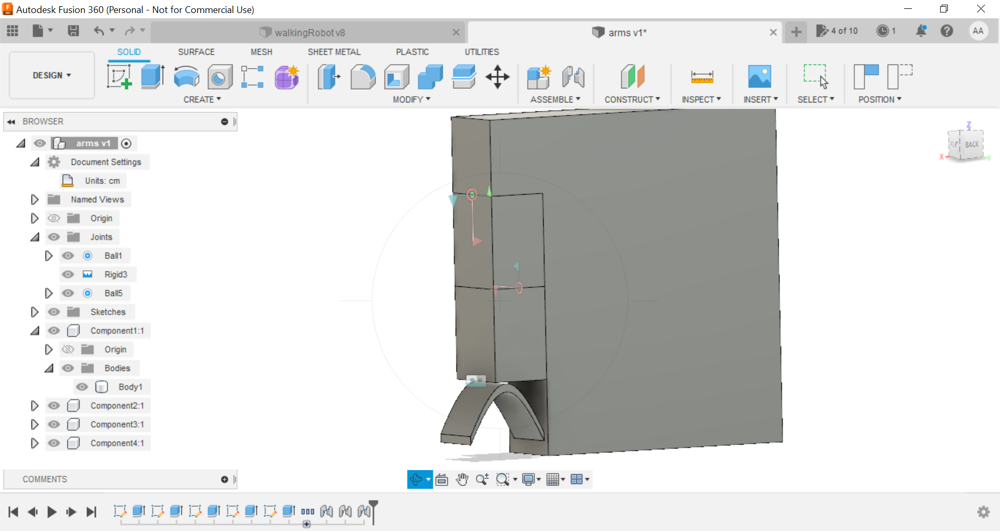 Autodesk Fusion 360 (Personal - Not for Commercial Use)
walkingRobot v8
arms v1*
4 of 10
1
AA
DESIGN
SOLID
SURFACE
MESH
SHEET METAL
PLASTIC
UTILITIES
CREATE
MODIFY
ASSEMBLE
CONSTRUCT
INSPECT
INSERT
SELECT
POSITION
BROWSER
arms v1
Document Settings
Units: cm
Named Views
Origin
Joints
Ball1
Rigid3
Ball5
Sketches
Component1:1
Origin
Bodies
Body1
Component2:1
Component3:1
Component4:1
Z
BACK
X
Y
COMMENTS